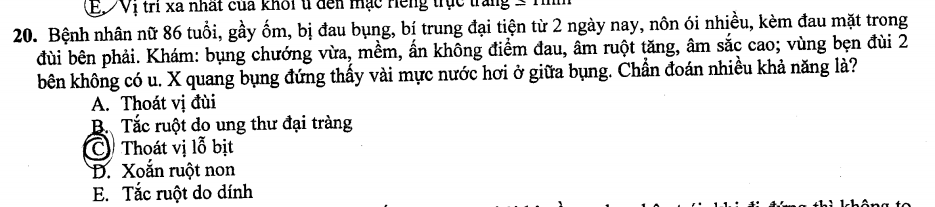 E. Vị trí xa nhất của khối u đến mạc riêng trực tràng ≤ 1mm
20. Bệnh nhân nữ 86 tuổi, gầy ốm, bị đau bụng, bí trung đại tiện từ 2 ngày nay, nôn ói nhiều, kèm đau mặt trong
đùi bên phải. Khám: bụng chướng vừa, mềm, ấn không điểm đau, âm ruột tăng, âm sắc cao; vùng bẹn đùi 2
bên không có u. X quang bụng đứng thấy vài mực nước hơi ở giữa bụng. Chẩn đoán nhiều khả năng là?
A. Thoát vị đùi
B. Tắc ruột do ung thư đại tràng
C Thoát vị lỗ bịt
D. Xoắn ruột non
E. Tắc ruột do dính